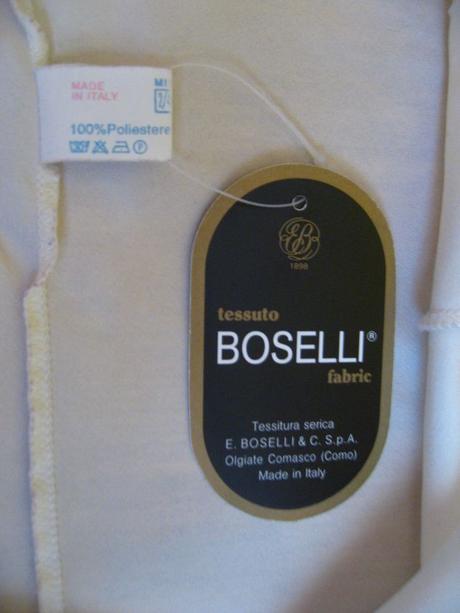 MADE
IN ITALY
100%Poliestere
EB
1898
tessuto
BOSELLI®
fabric
Tessitura serica
E. BOSELLI & C. S.p.A.
Olgiate Comasco (Como)
Made in Italy